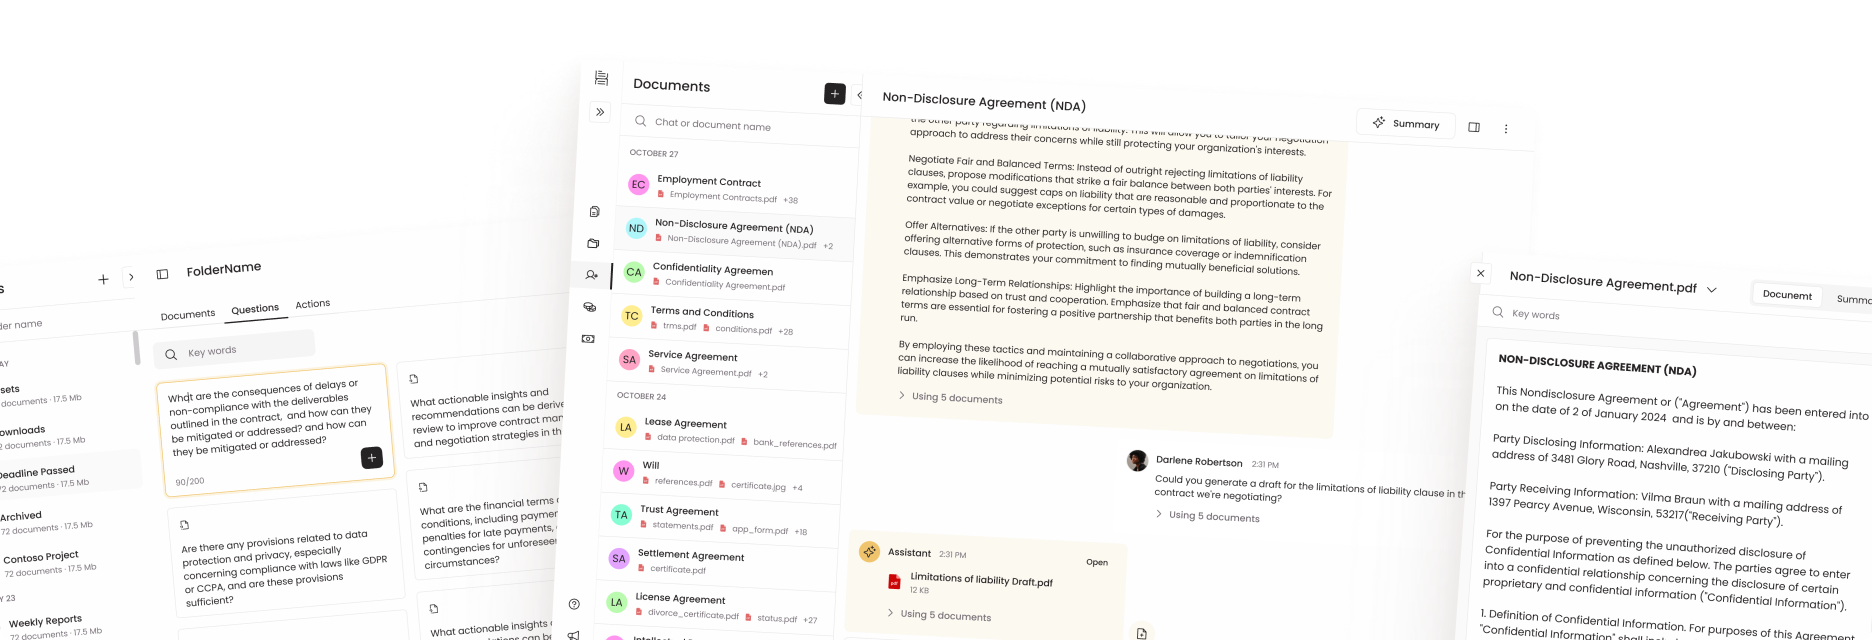 s
FolderName
der name
Documents
Questions
Actions
Key words
AY
sets
documents · 17.5 Mb
ownloads
2 documents · 17.5 Mb
Deadline Passed
72 documents · 17.5 Mb
Archived
72 documents · 17.5 Mb
Contoso Project
72 documents · 17.5 Mb
Y 23
Weekly Reports
72 documents · 17.5 Mb
What are the consequences of delays or
non-compliance with the deliverables
outlined in the contract,  and how can they
be mitigated or addressed? and how can
they be mitigated or addressed?
90/200
Are there any provisions related to data
protection and privacy, especially
concerning compliance with laws like GDPR
or CCPA, and are these provisions
sufficient?
What actionable insights and
recommendations can be derive
review to improve contract man
and negotiation strategies in th
What are the financial terms
conditions, including paymen
penalties for late payments,
contingencies for unforeseen
circumstances?
What actionable insights
Documents
Chat or document name
OCTOBER 27
EC
Employment Contract
Employment Contracts.pdf +38
ND
Non-Disclosure Agreement (NDA)
Non-Disclosure Agreement (NDA).pdf +2
CA
Confidentiality Agreemen
Confidentiality Agreement.pdf
TC
Terms and Conditions
trms.pdf conditions.pdf +28
SA
Service Agreement
Service Agreement.pdf +2
OCTOBER 24
LA
Lease Agreement
data protection.pdf bank_references.pdf
W
Will
references.pdf certificate.jpg +4
TA
Trust Agreement
statements.pdf app_form.pdf +18
SA
Settlement Agreement
certificate.pdf
LA
License Agreement
divorce_certificate.pdf status.pdf +27
Non-Disclosure Agreement (NDA)
Summary
the other party regarding limitations of liability. This will allow you to tailor your negotiation
approach to address their concerns while still protecting your organization's interests.
Negotiate Fair and Balanced Terms: Instead of outright rejecting limitations of liability
clauses, propose modifications that strike a fair balance between both parties' interests. For
example, you could suggest caps on liability that are reasonable and proportionate to the
contract value or negotiate exceptions for certain types of damages.
Offer Alternatives: If the other party is unwilling to budge on limitations of liability, consider
offering alternative forms of protection, such as insurance coverage or indemnification
clauses. This demonstrates your commitment to finding mutually beneficial solutions.
Emphasize Long-Term Relationships: Highlight the importance of building a long-term
relationship based on trust and cooperation. Emphasize that fair and balanced contract
terms are essential for fostering a positive partnership that benefits both parties in the long
run.
By employing these tactics and maintaining a collaborative approach to negotiations, you
can increase the likelihood of reaching a mutually satisfactory agreement on limitations of
liability clauses while minimizing potential risks to your organization.
Using 5 documents
Darlene Robertson 2:31 PM
Could you generate a draft for the limitations of liability clause in th
contract we're negotiating?
Using 5 documents
Assistant 2:31 PM
Open
pdf
Limitations of liability Draft.pdf
12 KB
Using 5 documents
Non-Disclosure Agreement.pdf
Documemt
Summa
Key words
NON-DISCLOSURE AGREEMENT (NDA)
This Nondisclosure Agreement or ("Agreement") has been entered into
on the date of 2 of January 2024  and is by and between:
Party Disclosing Information: Alexandra Jakubowski with a mailing
address of 3481 Glory Road, Nashville, 37210 ("Disclosing Party").
Party Receiving Information: Vilma Braun with a mailing address of
1397 Pearcy Avenue, Wisconsin, 53217("Receiving Party").
For the purpose of preventing the unauthorized disclosure of
Confidential Information as defined below. The parties agree to enter
into a confidential relationship concerning the disclosure of certain
proprietary and confidential information ("Confidential Information").
1. Definition of Confidential Information. For purposes of this Agreement
"Confidential Information" shall